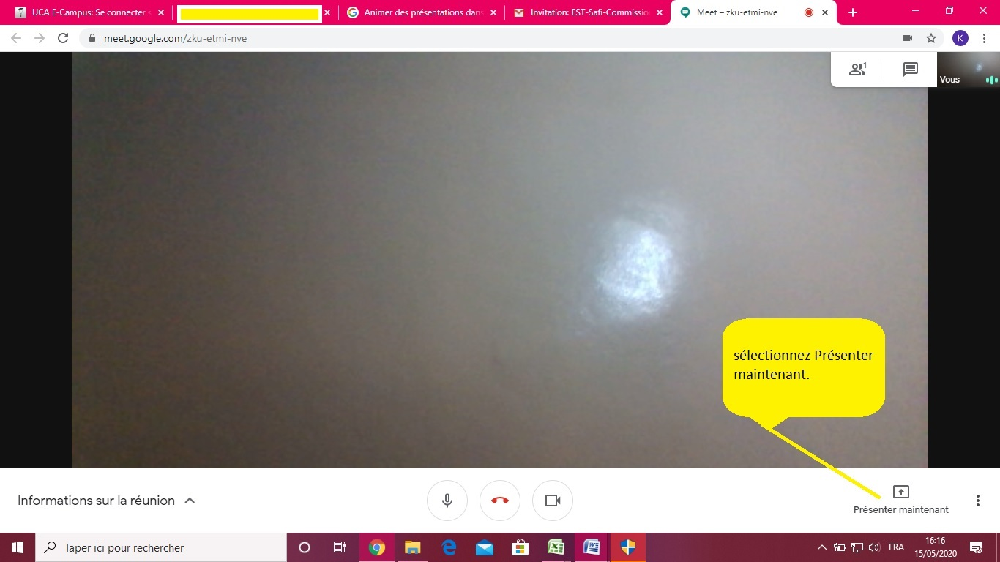 UCA E-Campus: Se connecter s
Animer des présentations dans
Invitation: EST-Safi-Commissio
Meet – zku-etmi-nve
meet.google.com/zku-etmi-nve
K
1
Vous
sélectionnez Présenter
maintenant.
Informations sur la réunion
Présenter maintenant
Taper ici pour rechercher
FRA
16:16
15/05/2020